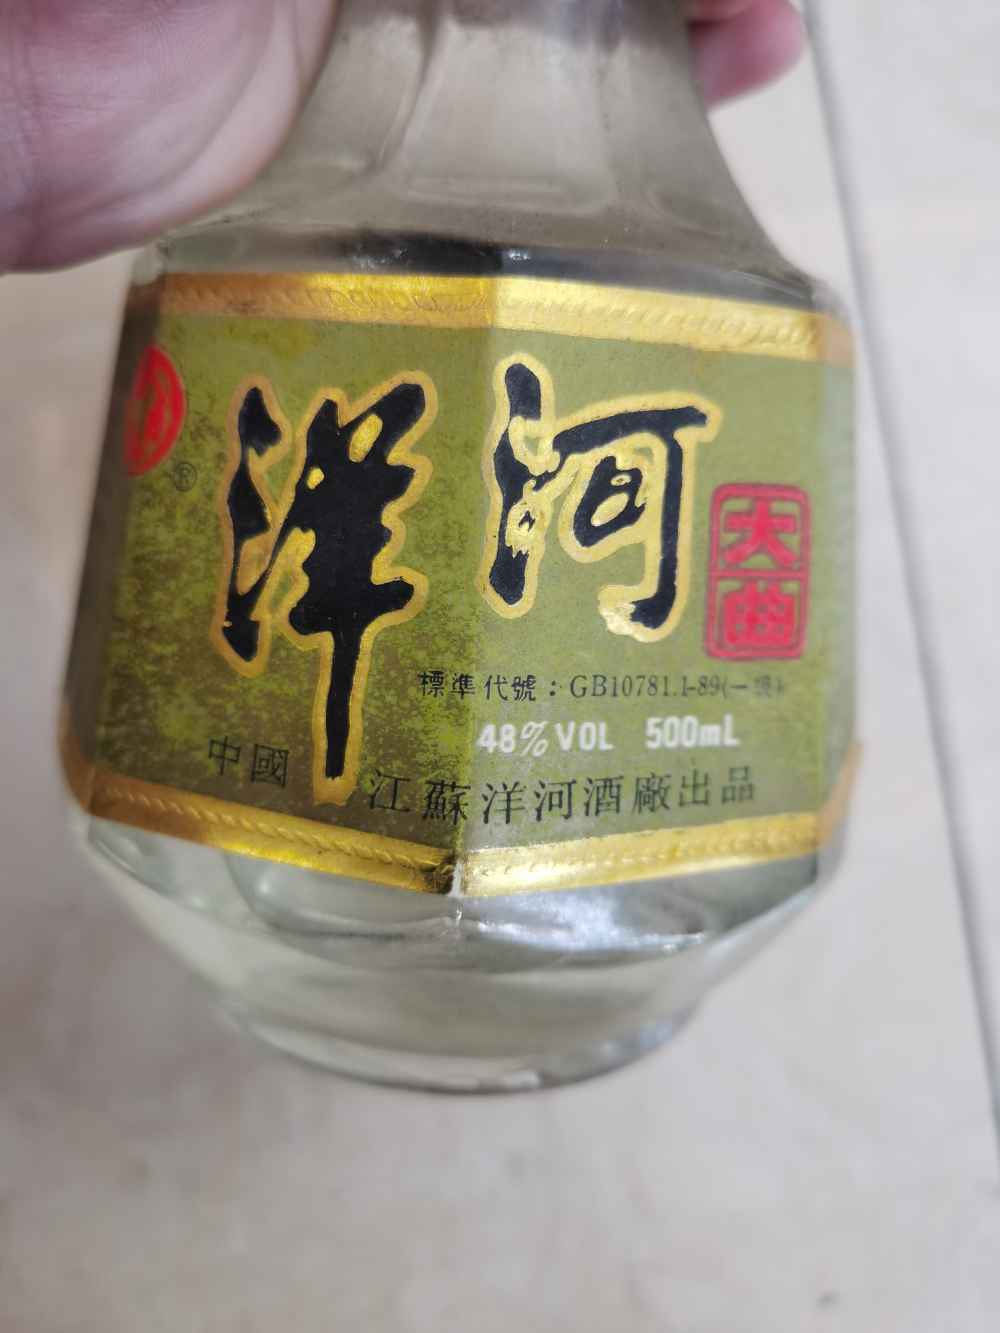 洋河
大曲
®
標準代號：GB10781.1-89(一級)
48%VOL 500mL
中國 江蘇洋河酒廠出品